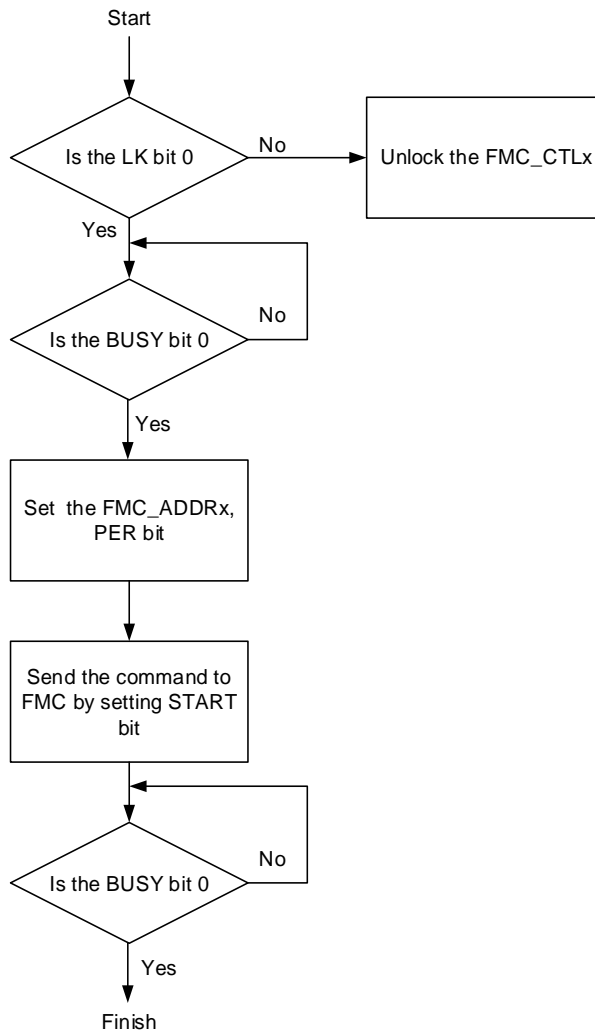 Start
Is the LK bit 0
No
Unlock the FMC_CTLx
Yes
Is the BUSY bit 0
No
Yes
Set the FMC_ADDRx,
PER bit
Send the command to
FMC by setting START
bit
Is the BUSY bit 0
No
Yes
Finish